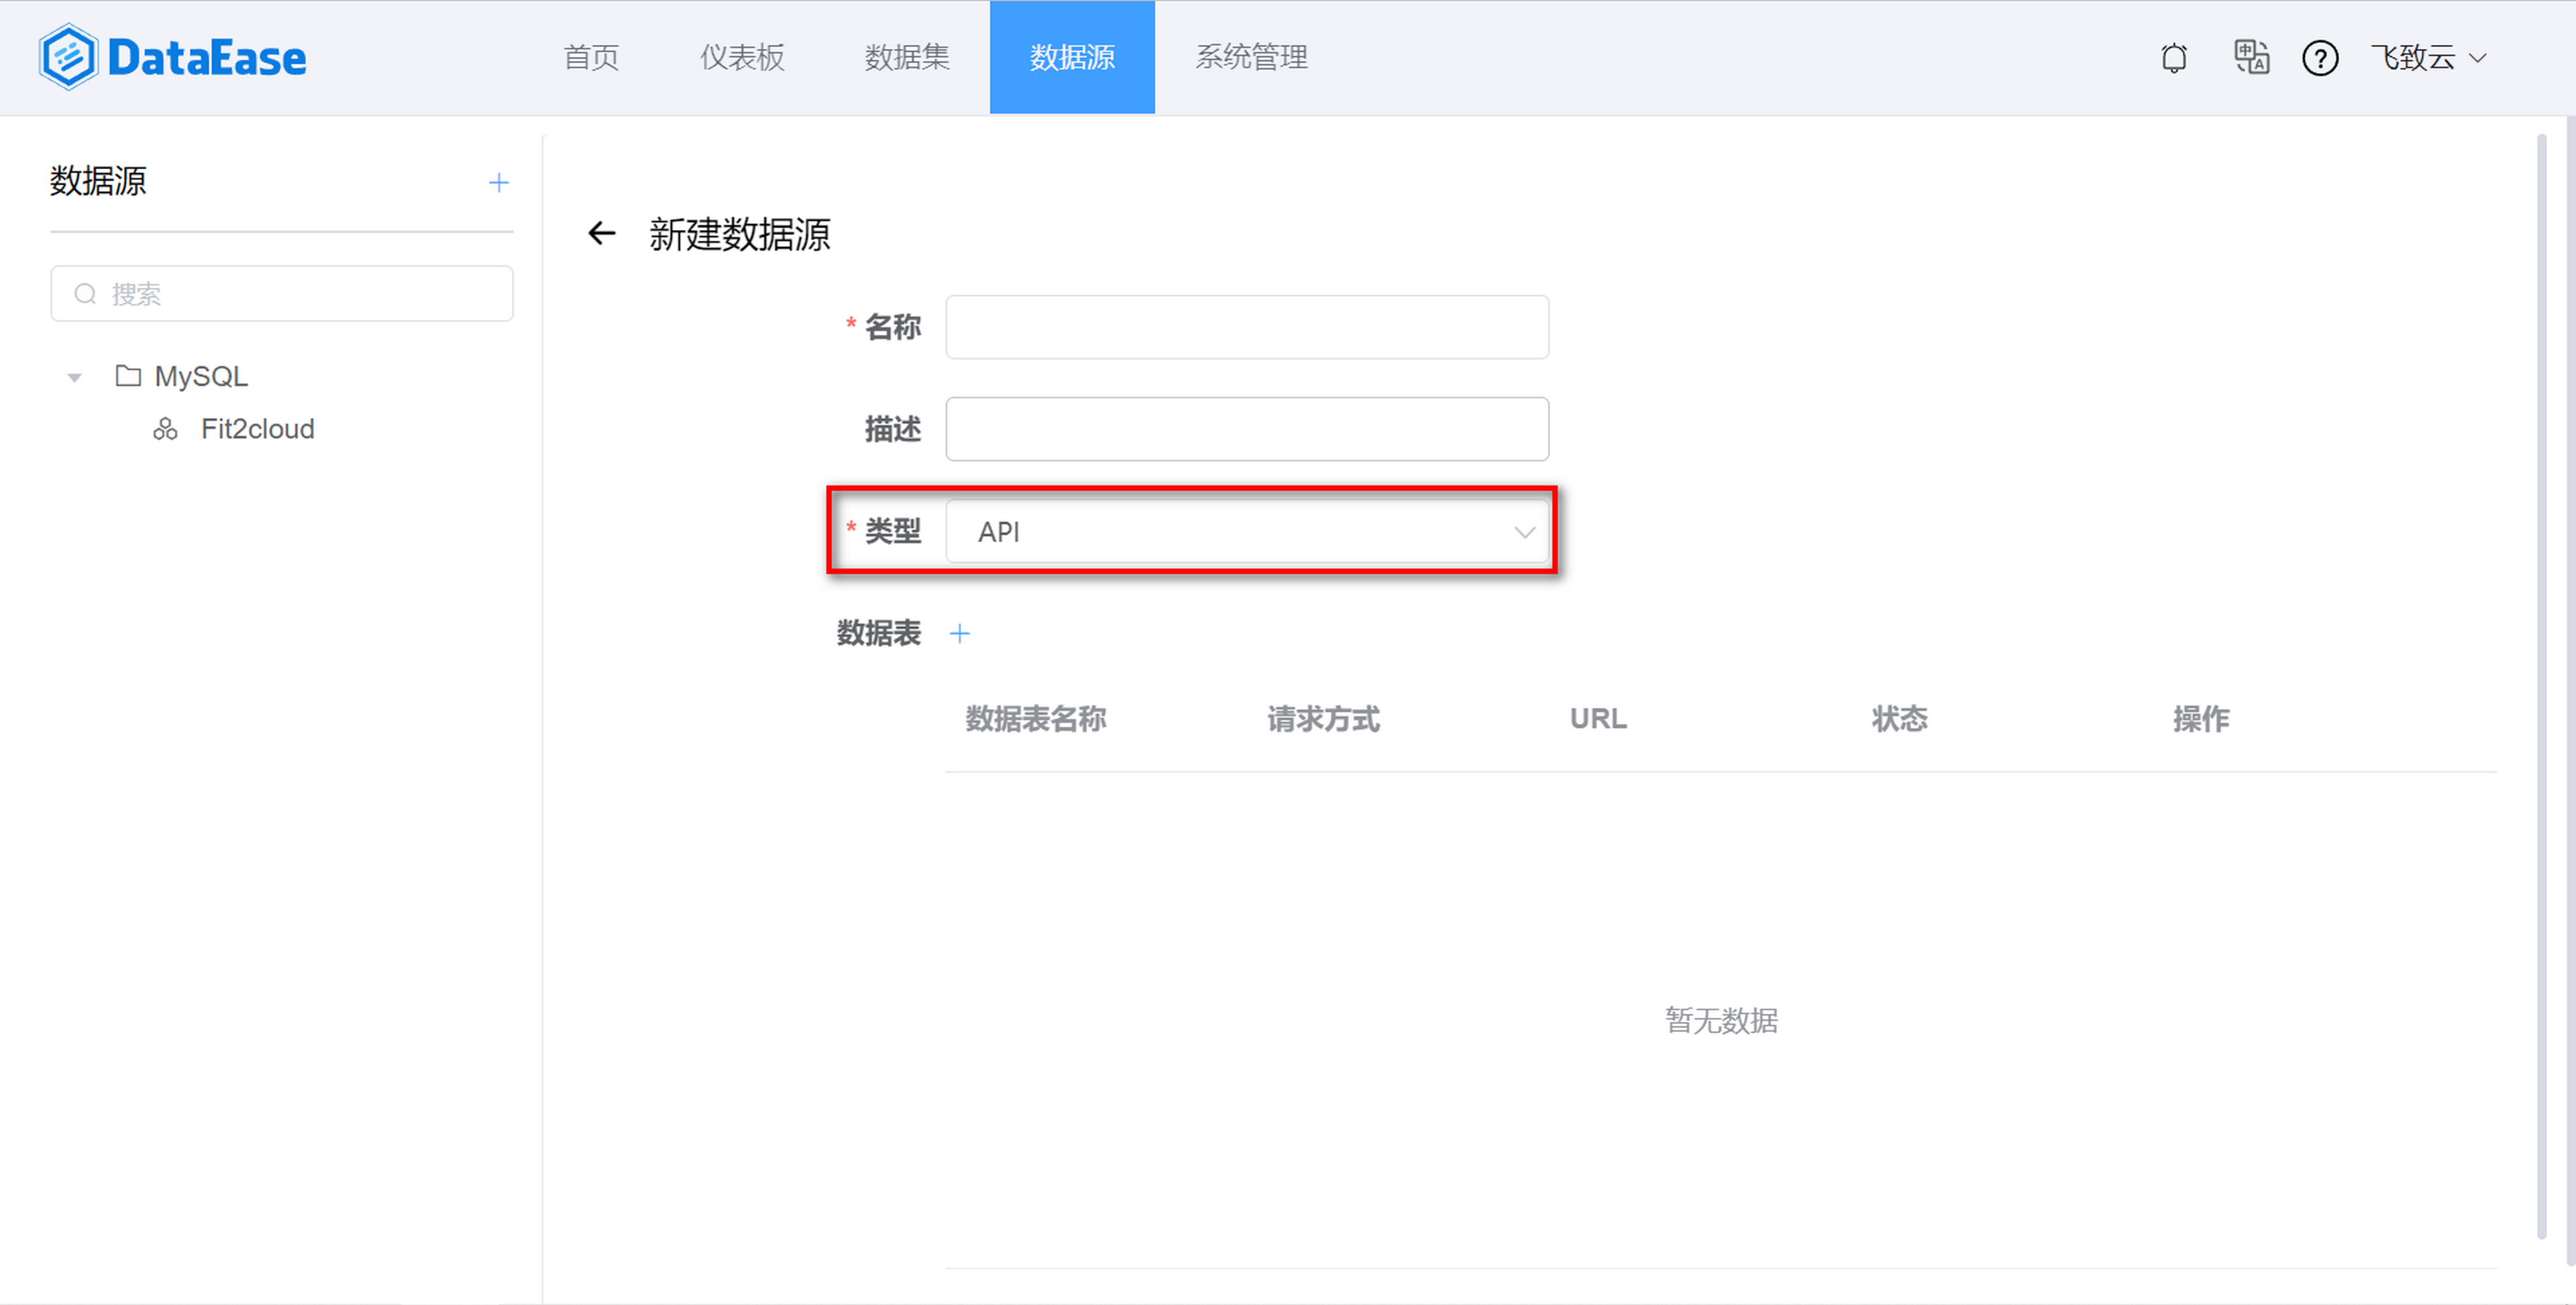 DataEase
首页
仪表板
数据集
数据源
系统管理
飞致云
数据源
搜索
MySQL
Fit2cloud
新建数据源
* 名称
描述
* 类型
API
数据表
数据表名称
请求方式
URL
状态
操作
暂无数据